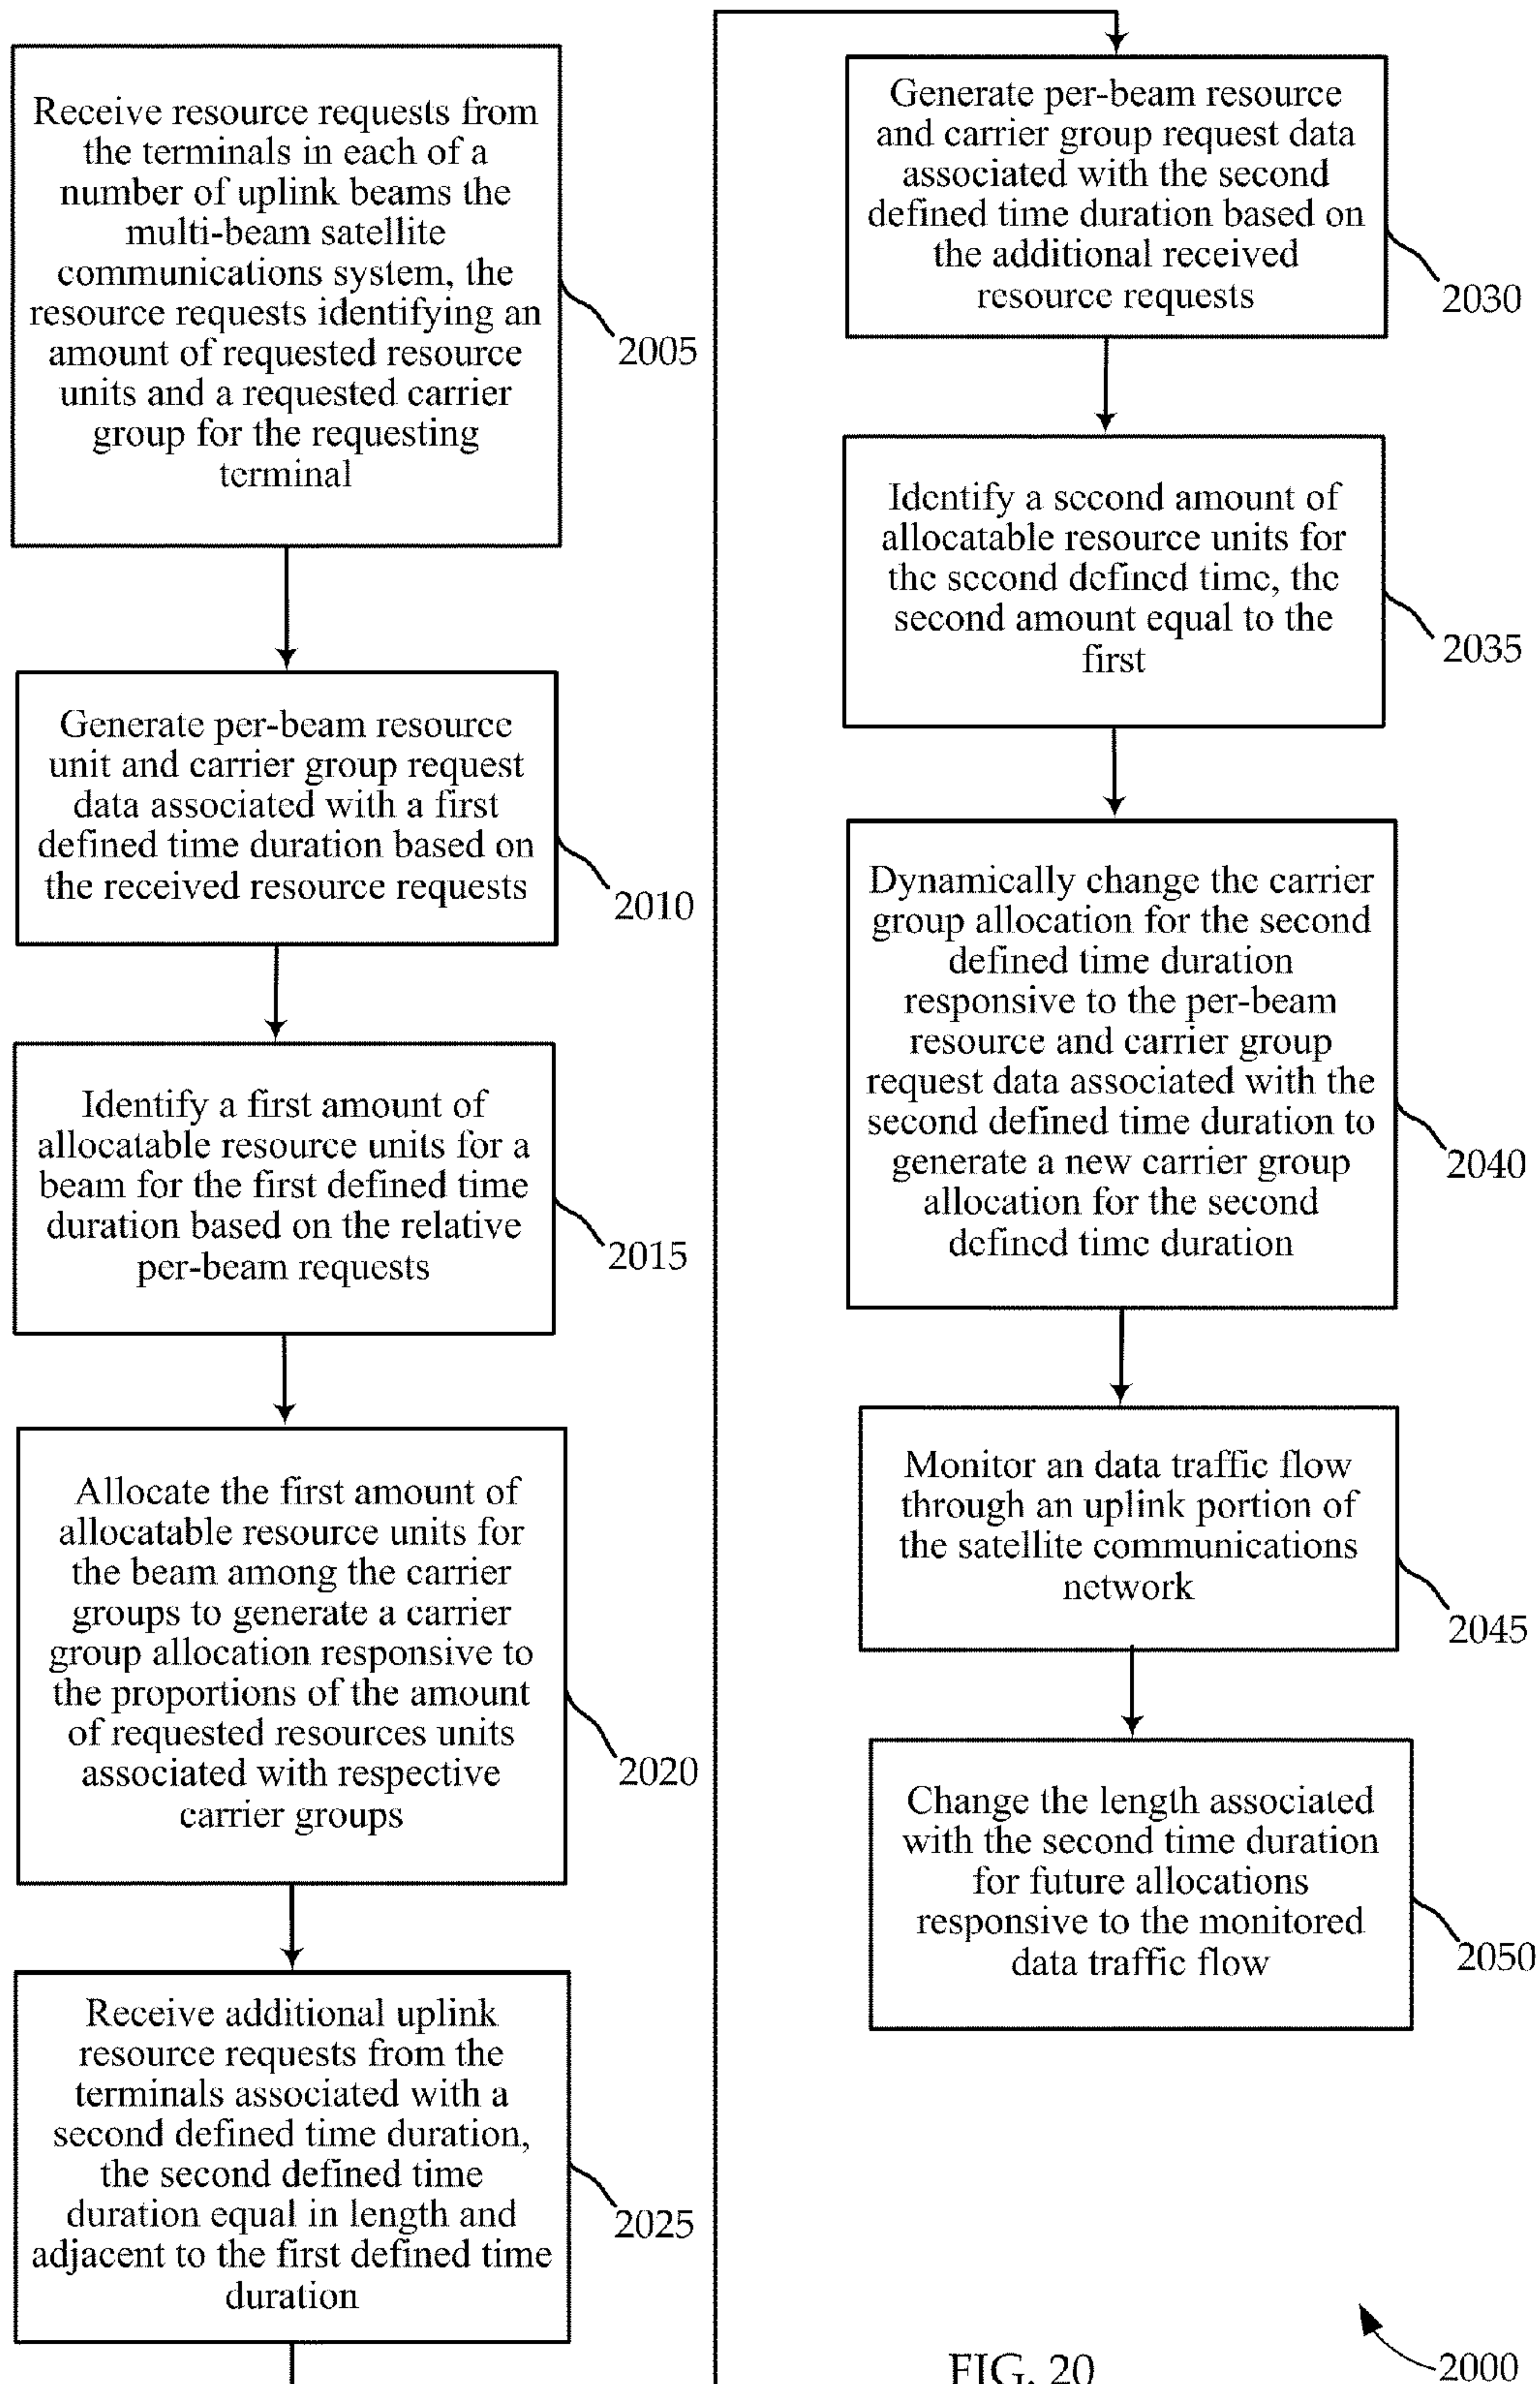 Receive resource requests from
the terminals in each of a
number of uplink beams the
multi-beam satellite
communications system, the
resource requests identifying an
amount of requested resource
units and a requested carrier
group for the requesting
terminal
2005
Generate per-beam resource
unit and carrier group request
data associated with a first
defined time duration based on
the received resource requests
2010
Identify a first amount of
allocatable resource units for a
beam for the first defined time
duration based on the relative
per-beam requests
2015
Allocate the first amount of
allocatable resource units for
the beam among the carrier
groups to generate a carrier
group allocation responsive to
the proportions of the amount
of requested resources units
associated with respective
carrier groups
2020
Receive additional uplink
resource requests from the
terminals associated with a
second defined time duration,
the second defined time
duration equal in length and
adjacent to the first defined time
duration
2025
Generate per-beam resource
and carrier group request data
associated with the second
defined time duration based on
the additional received
resource requests
2030
Identify a second amount of
allocatable resource units for
the second defined time, the
second amount equal to the
first
2035
Dynamically change the carrier
group allocation for the second
defined time duration
responsive to the per-beam
resource and carrier group
request data associated with the
second defined time duration to
generate a new carrier group
allocation for the second
defined time duration
2040
Monitor an data traffic flow
through an uplink portion of
the satellite communications
network
2045
Change the length associated
with the second time duration
for future allocations
responsive to the monitored
data traffic flow
2050
FIG. 20
2000